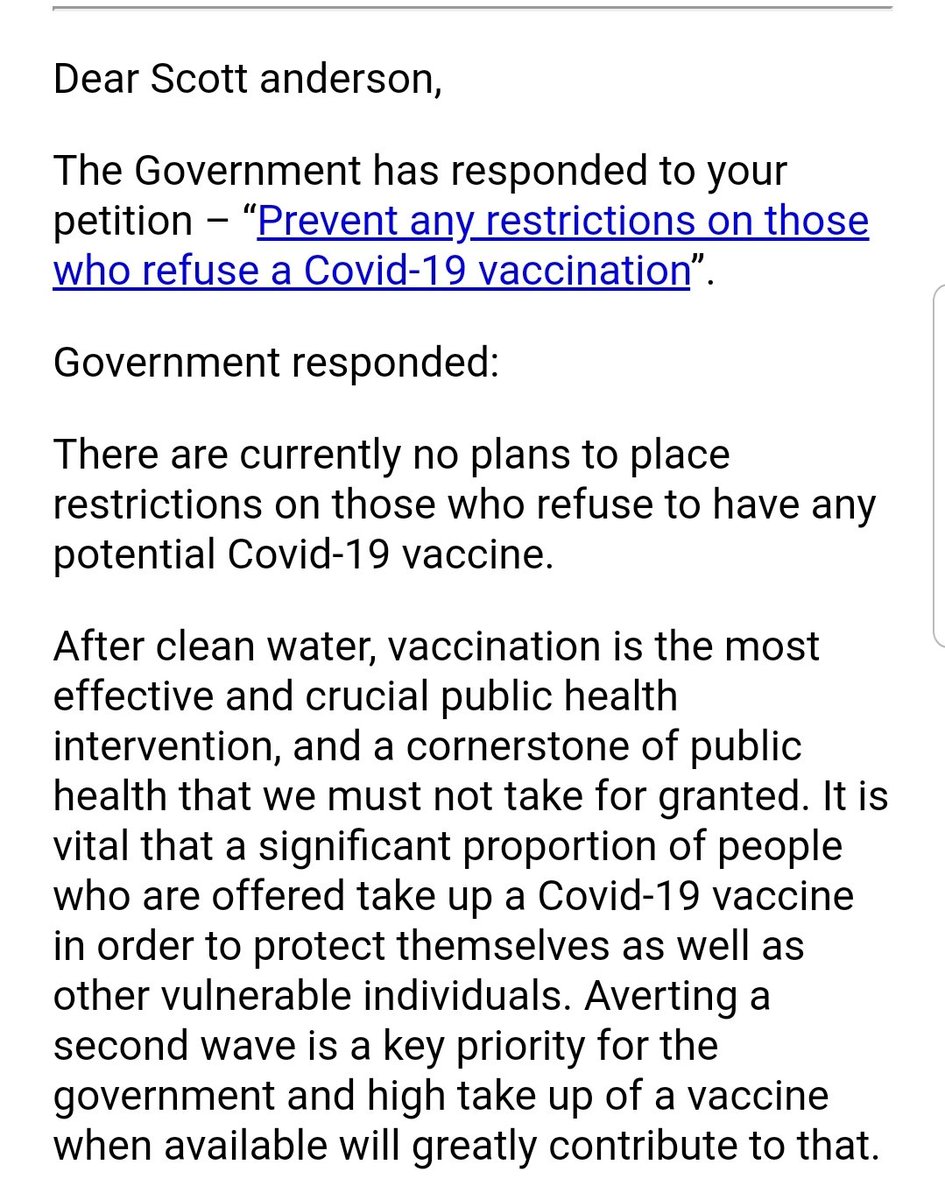 Dear Scott anderson,
The Government has responded to your
petition – “Prevent any restrictions on those
who refuse a Covid-19 vaccination”.
Government responded:
There are currently no plans to place
restrictions on those who refuse to have any
potential Covid-19 vaccine.
After clean water, vaccination is the most
effective and crucial public health
intervention, and a cornerstone of public
health that we must not take for granted. It is
vital that a significant proportion of people
who are offered take up a Covid-19 vaccine
in order to protect themselves as well as
other vulnerable individuals. Averting a
second wave is a key priority for the
government and high take up of a vaccine
when available will greatly contribute to that.